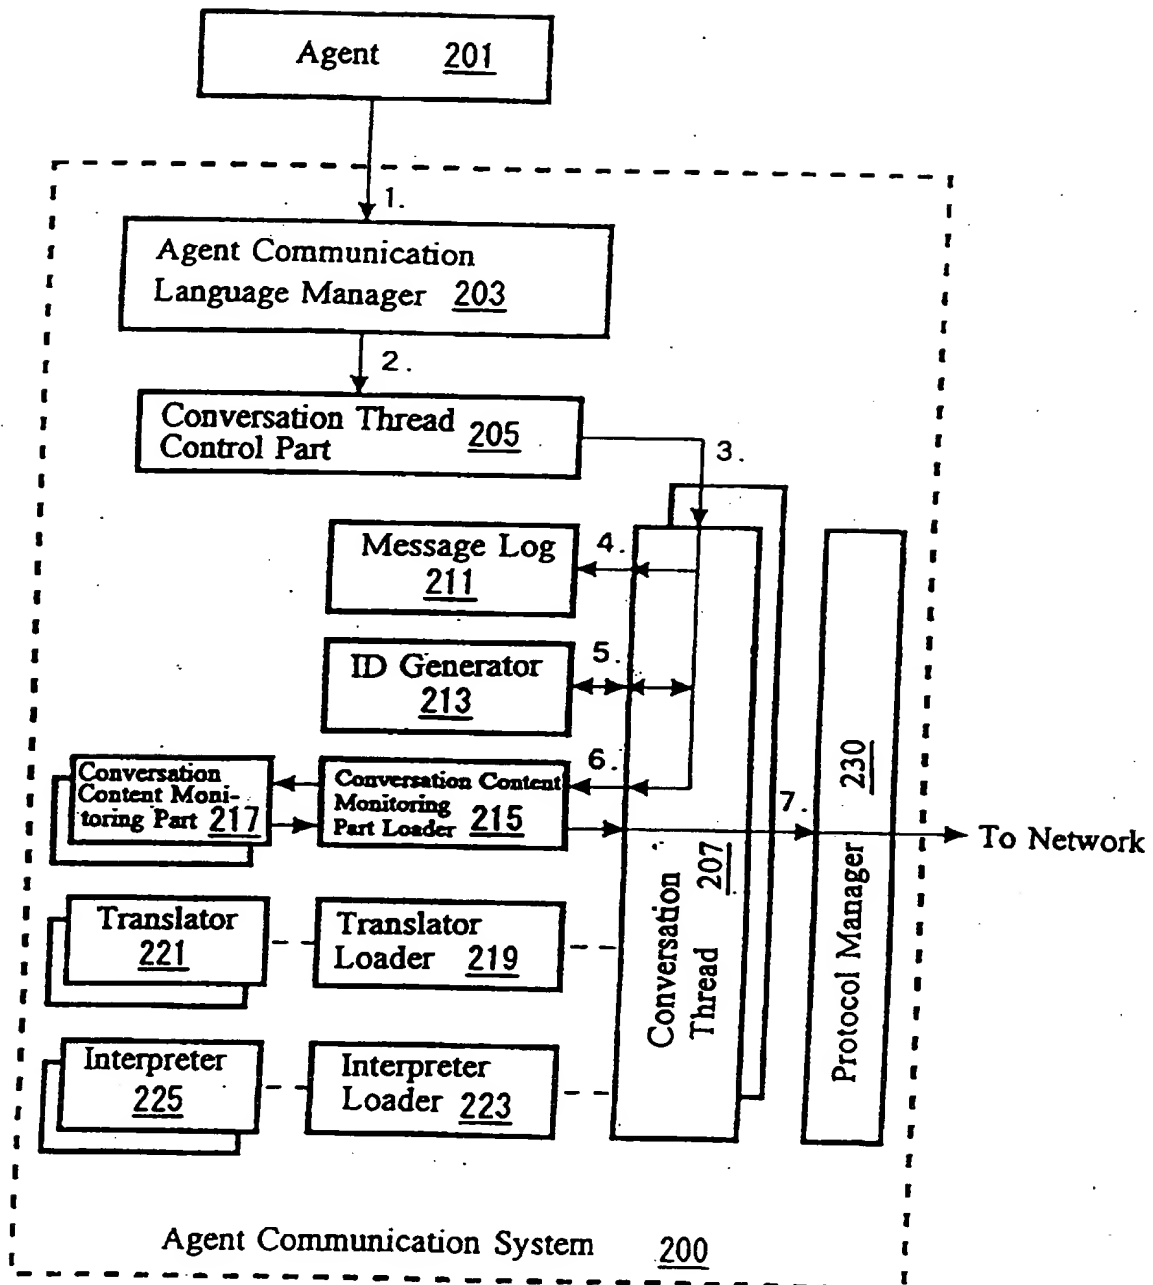 Agent 201
1.
Agent Communication
Language Manager 203
2.
Conversation Thread
Control Part 205
3.
Message Log
211
4.
ID Generator
213
5.
Conversation
Content Moni-
toring Part 217
Conversation Content
Monitoring
Part Loader 215
6.
7.
To Network
Translator
221
Translator
Loader 219
Interpreter
225
Interpreter
Loader 223
Conversation
Thread 207
Protocol Manager 230
Agent Communication System 200